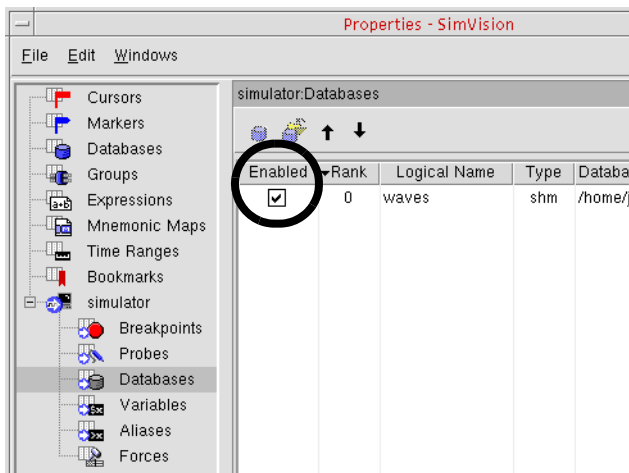 Properties - SimVision
File Edit Windows
Cursors
Markers
Databases
Groups
Expressions
Mnemonic Maps
Time Ranges
Bookmarks
simulator
Breakpoints
Probes
Databases
Variables
Aliases
Forces
simulator:Databases
Enabled Rank Logical Name Type Databa
0 waves shm /home/j